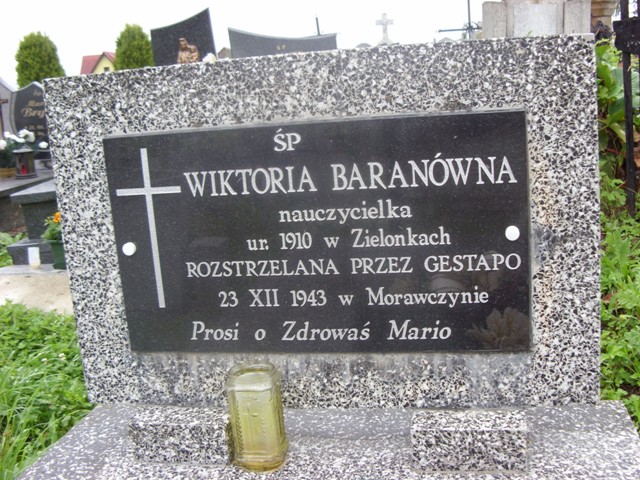 ŚP
WIKTORIA BARANÓWNA
nauczycielka
ur. 1910 w Zielonkach
ROZSTRZELANA PRZEZ GESTAPO
23 XII 1943 w Morawczynie
Prosi o Zdrowaś Mario